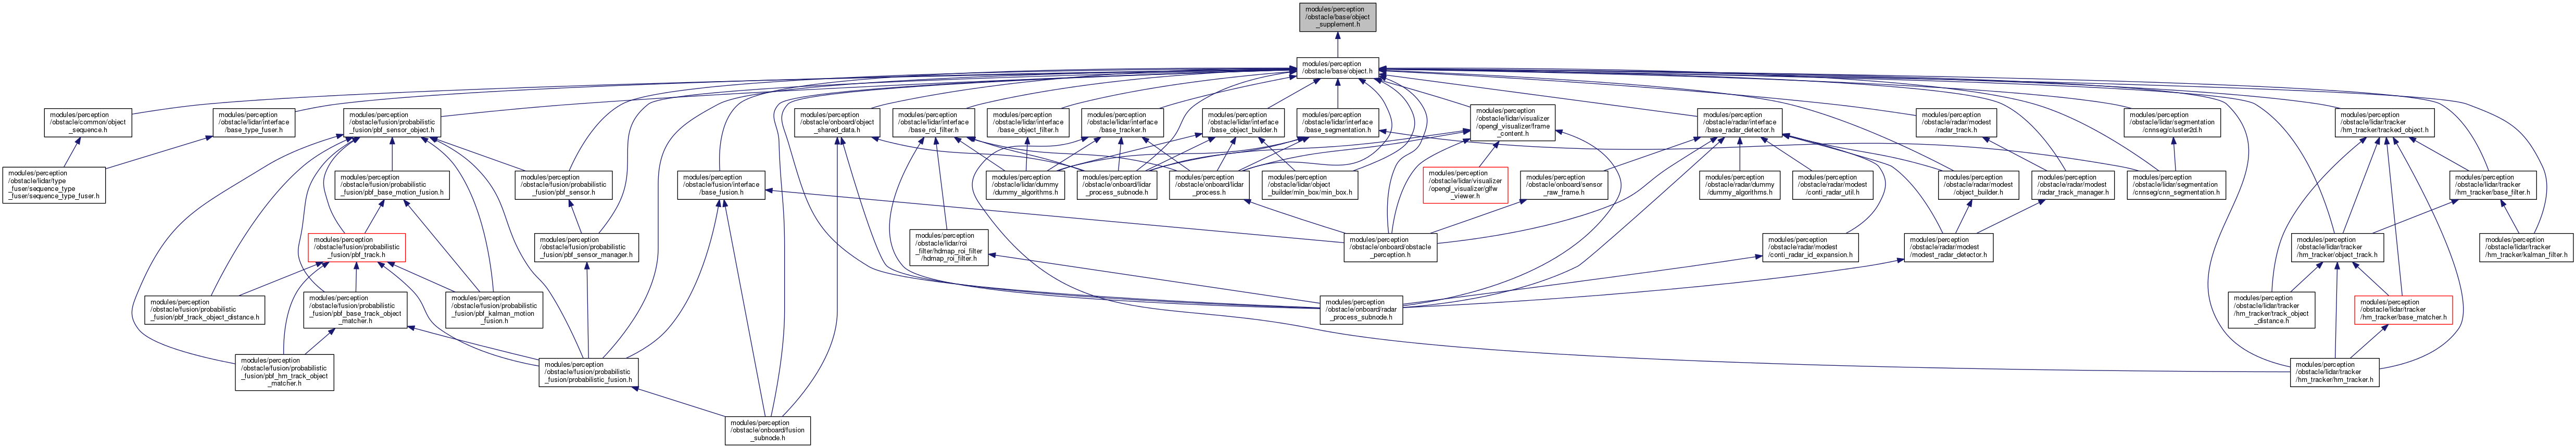 modules/perception
/obstacle/base/object
_supplement.h
modules/perception
/obstacle/base/object.h
modules/perception
/obstacle/common/object
_sequence.h
modules/perception
/obstacle/lidar/interface
/base_type_fuser.h
modules/perception
/obstacle/fusion/probabilistic
_fusion/pbf_sensor_object.h
modules/perception
/obstacle/onboard/object
_shared_data.h
modules/perception
/obstacle/lidar/interface
/base_roi_filter.h
modules/perception
/obstacle/lidar/interface
/base_object_filter.h
modules/perception
/obstacle/lidar/interface
/base_tracker.h
modules/perception
/obstacle/lidar/interface
/base_object_builder.h
modules/perception
/obstacle/lidar/interface
/base_segmentation.h
modules/perception
/obstacle/lidar/visualizer
/opengl_visualizer/frame
_content.h
modules/perception
/obstacle/radar/interface
/base_radar_detector.h
modules/perception
/obstacle/radar/modest
/radar_track.h
modules/perception
/obstacle/lidar/segmentation
/cnnseg/cluster2d.h
modules/perception
/obstacle/lidar/tracker
/hm_tracker/tracked_object.h
modules/perception
/obstacle/lidar/type
_fuser/sequence_type
_fuser/sequence_type_fuser.h
modules/perception
/obstacle/fusion/probabilistic
_fusion/pbf_base_motion_fusion.h
modules/perception
/obstacle/fusion/probabilistic
_fusion/pbf_sensor.h
modules/perception
/obstacle/fusion/interface
/base_fusion.h
modules/perception
/obstacle/lidar/dummy
/dummy_algorithms.h
modules/perception
/obstacle/onboard/lidar
_process_subnode.h
modules/perception
/obstacle/onboard/lidar
_process.h
modules/perception
/obstacle/lidar/object
_builder/min_box/min_box.h
modules/perception
/obstacle/lidar/visualizer
/opengl_visualizer/glfw
_viewer.h
modules/perception
/obstacle/onboard/sensor
_raw_frame.h
modules/perception
/obstacle/radar/dummy
/dummy_algorithms.h
modules/perception
/obstacle/radar/modest
/conti_radar_util.h
modules/perception
/obstacle/radar/modest
/object_builder.h
modules/perception
/obstacle/radar/modest
/radar_track_manager.h
modules/perception
/obstacle/lidar/segmentation
/cnnseg/cnn_segmentation.h
modules/perception
/obstacle/lidar/tracker
/hm_tracker/base_filter.h
modules/perception
/obstacle/fusion/probabilistic
_fusion/pbf_track.h
modules/perception
/obstacle/fusion/probabilistic
_fusion/pbf_sensor_manager.h
modules/perception
/obstacle/lidar/roi
_filter/hdmap_roi_filter
/hdmap_roi_filter.h
modules/perception
/obstacle/onboard/obstacle
_perception.h
modules/perception
/obstacle/radar/modest
/conti_radar_id_expansion.h
modules/perception
/obstacle/radar/modest
/modest_radar_detector.h
modules/perception
/obstacle/lidar/tracker
/hm_tracker/object_track.h
modules/perception
/obstacle/lidar/tracker
/hm_tracker/kalman_filter.h
modules/perception
/obstacle/fusion/probabilistic
_fusion/pbf_track_object_distance.h
modules/perception
/obstacle/fusion/probabilistic
_fusion/pbf_base_track_object
_matcher.h
modules/perception
/obstacle/fusion/probabilistic
_fusion/pbf_kalman_motion
_fusion.h
modules/perception
/obstacle/onboard/radar
_process_subnode.h
modules/perception
/obstacle/lidar/tracker
/hm_tracker/track_object
_distance.h
modules/perception
/obstacle/lidar/tracker
/hm_tracker/base_matcher.h
modules/perception
/obstacle/fusion/probabilistic
_fusion/pbf_hm_track_object
_matcher.h
modules/perception
/obstacle/fusion/probabilistic
_fusion/probabilistic_fusion.h
modules/perception
/obstacle/lidar/tracker
/hm_tracker/hm_tracker.h
modules/perception
/obstacle/onboard/fusion
_subnode.h